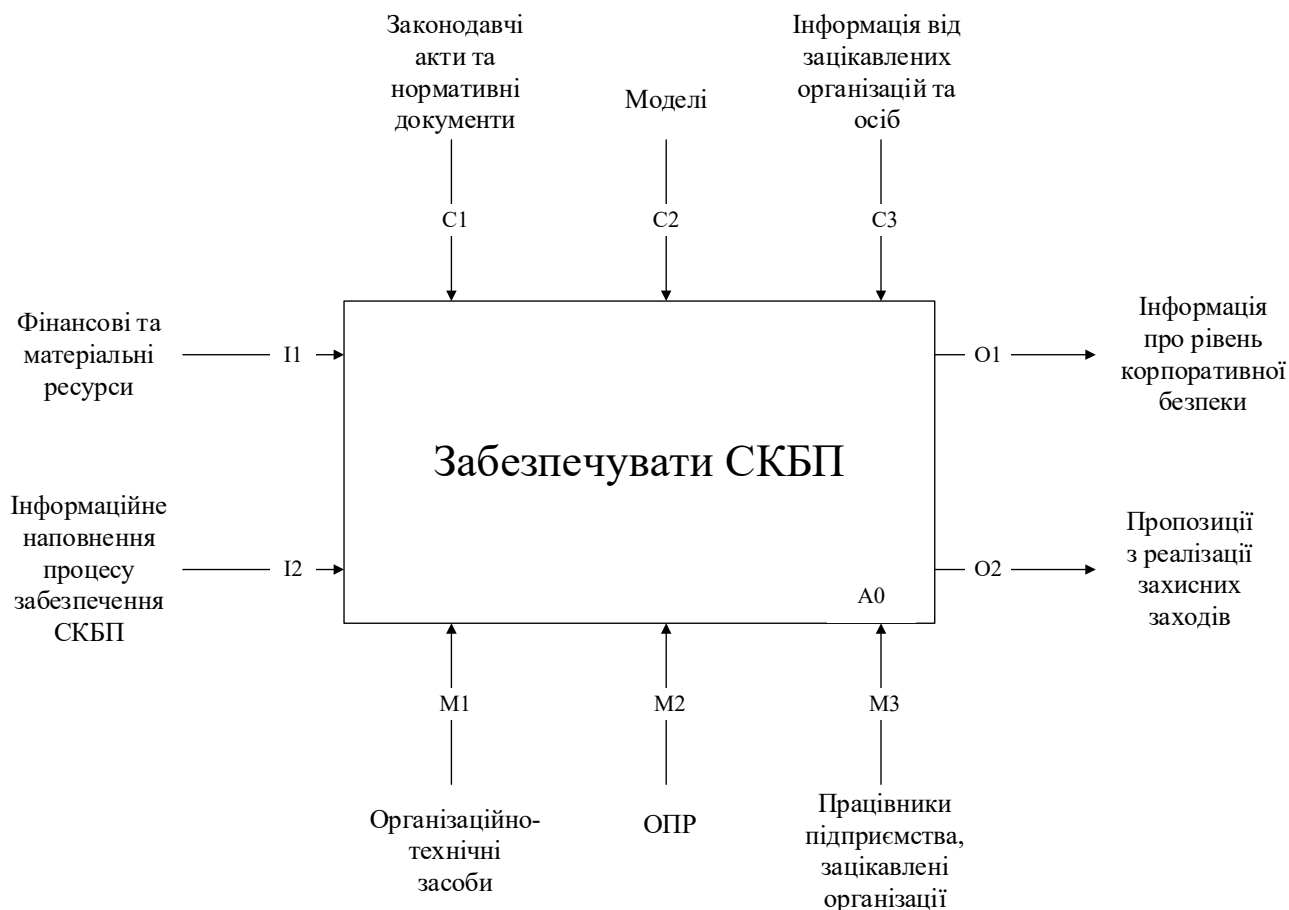 Законодавчі
акти та
нормативні
документи
Моделі
Інформація від
зацікавлених
організацій та
осіб
C1
C2
C3
Фінансові та
матеріальні
ресурси
I1
O1
Інформація
про рівень
корпоративної
безпеки
Забезпечувати СКБП
Інформаційне
наповнення
процесу
забезпечення
СКБП
I2
A0
O2
Пропозиції
з реалізації
захисних
заходів
M1
M2
M3
Організаційно-
технічні
засоби
ОПР
Працівники
підприємства,
зацікавлені
організації